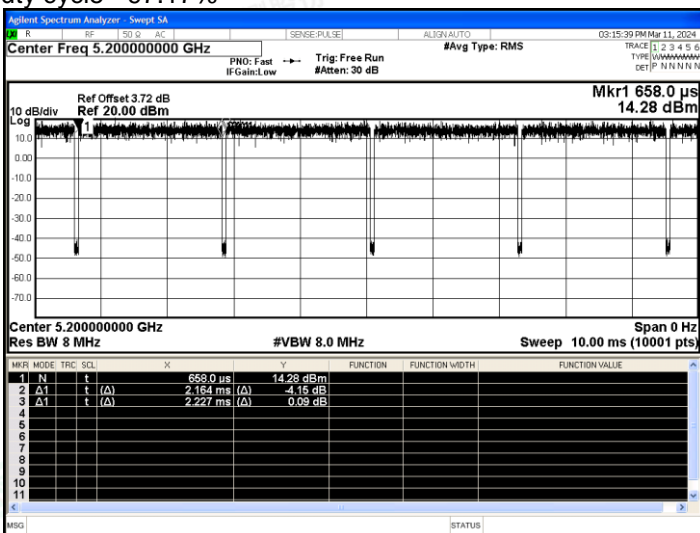 Agilent Spectrum Analyzer - Swept SA
R RF 50 Ω AC SENSE:PULSE ALIGN AUTO 03:15:39 PM Mar 11, 2024
Center Freq 5.200000000 GHz #Avg Type: RMS TRACE 1 2 3 4 5 6
PNO: Fast Trig: Free Run TYPE WWWWWW
IFGain:Low #Atten: 30 dB DET P N N N N N
Mkr1 658.0 µs
Ref Offset 3.72 dB
10 dB/div Ref 20.00 dBm 14.28 dBm
Log
1
10.0
0.00
-10.0
-20.0
-30.0
-40.0
-50.0
-60.0
-70.0
Center 5.200000000 GHz Span 0 Hz
Res BW 8 MHz #VBW 8.0 MHz Sweep 10.00 ms (10001 pts)
MKR MODE TRC SCL X Y FUNCTION FUNCTION WIDTH FUNCTION VALUE
1 N t 658.0 µs 14.28 dBm
2 Δ1 t (Δ) 2.164 ms (Δ) -4.15 dB
3 Δ1 t (Δ) 2.227 ms (Δ) 0.09 dB
4
5
6
7
8
9
10
11
MSG STATUS